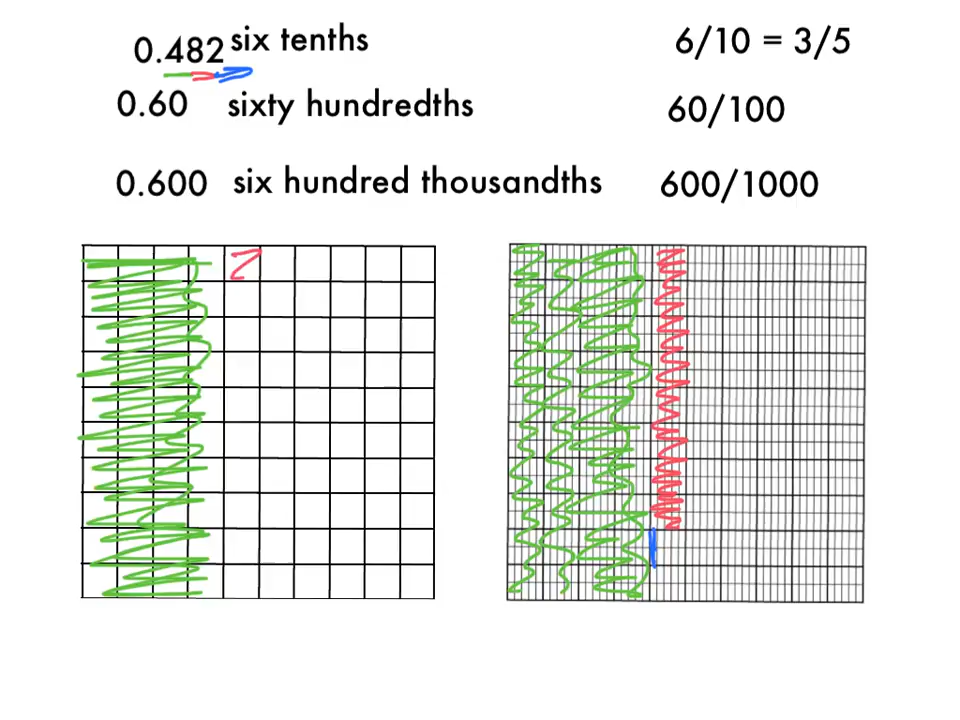 0.482 six tenths 6/10 = 3/5
0.60 sixty hundredths 60/100
0.600 six hundred thousandths 600/1000